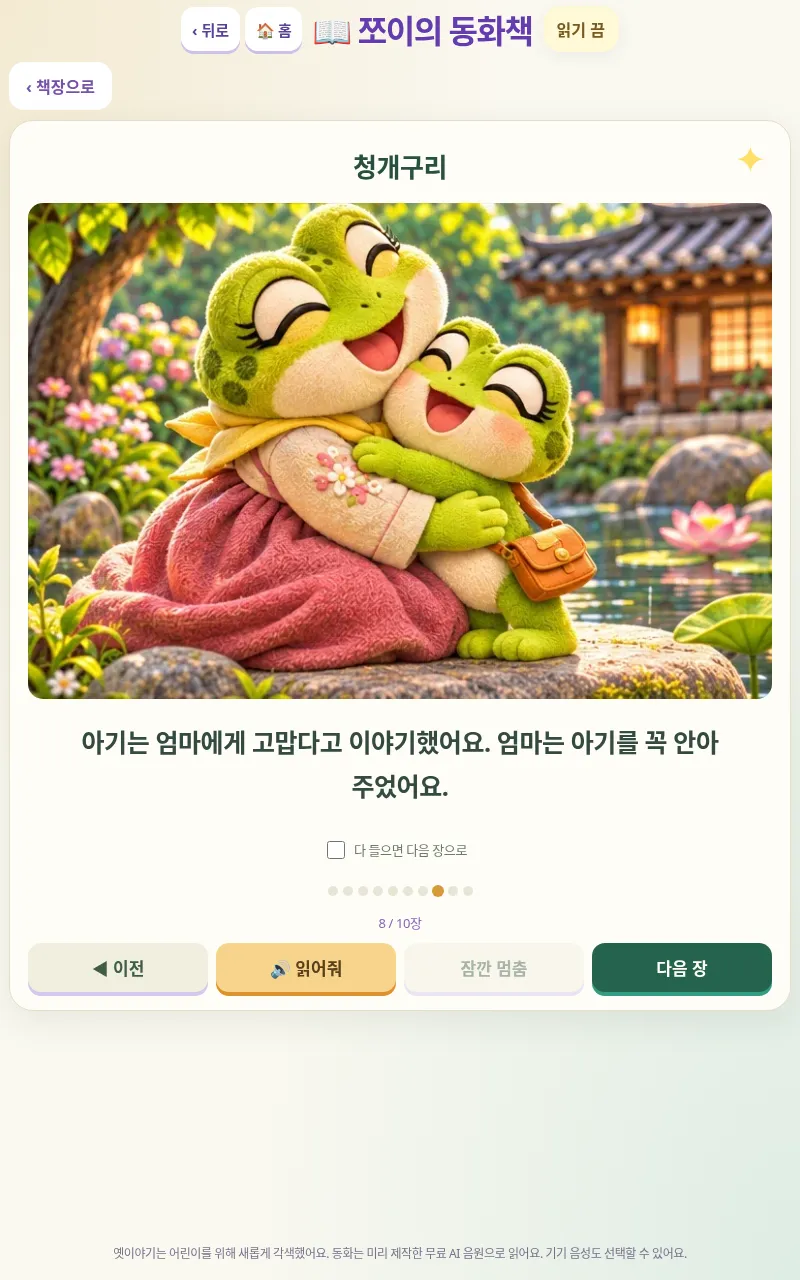 ‹ 뒤로
🏠 홈
📖 쪼이의 동화책
읽기 끝
‹ 책장으로
청개구리
아기는 엄마에게 고맙다고 이야기했어요. 엄마는 아기를 꼭 안아
주었어요.
다 들으면 다음 장으로
8 / 10장
◀ 이전
🔊 읽어줘
잠깐 멈춤
다음 장
옛이야기는 어린이를 위해 새롭게 각색했어요. 동화는 미리 제작한 무료 AI 음원으로 읽어요. 기기 음성도 선택할 수 있어요.